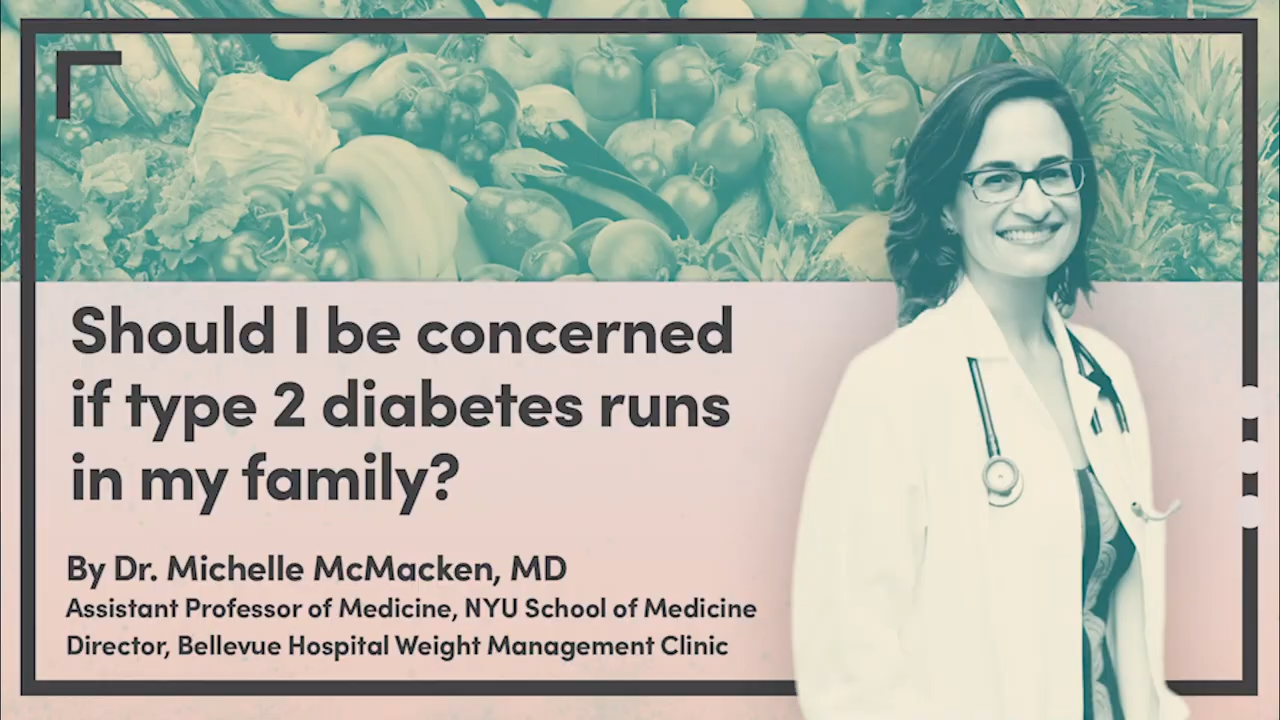 Should I be concerned
if type 2 diabetes runs
in my family?
By Dr. Michelle McMacken, MD
Assistant Professor of Medicine, NYU School of Medicine
Director, Bellevue Hospital Weight Management Clinic